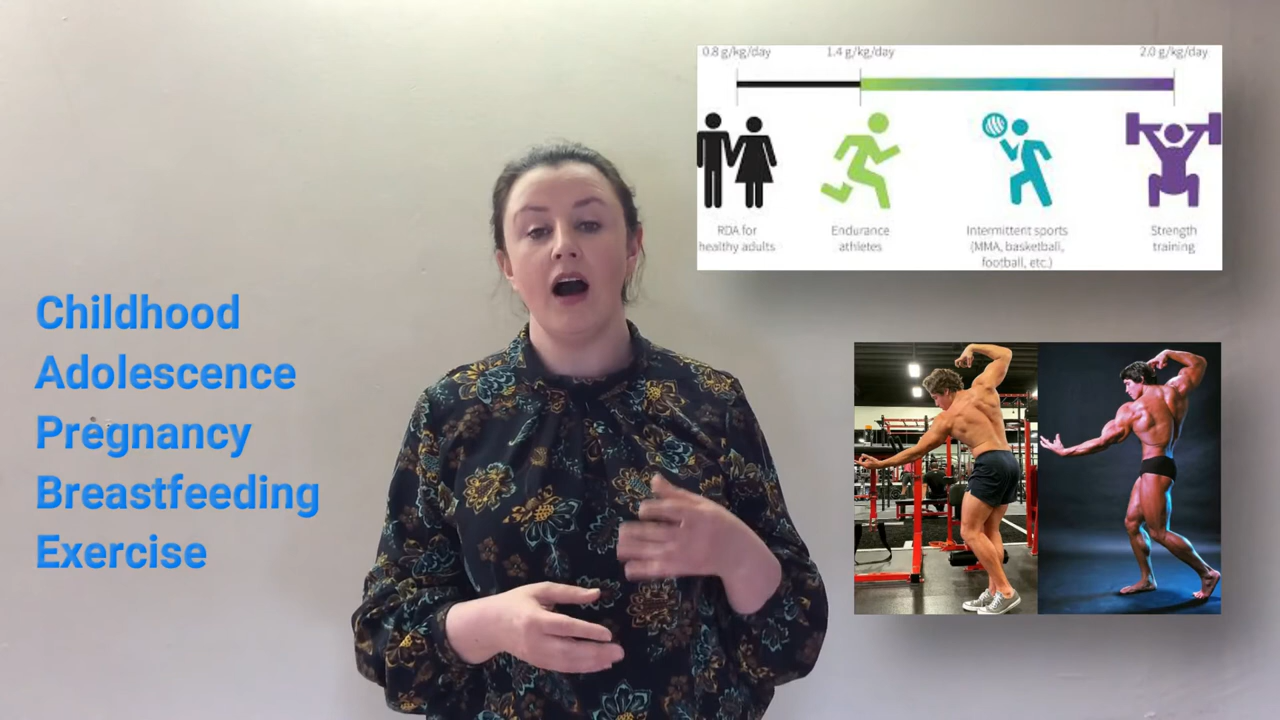 Childhood
Adolescence
Pregnancy
Breastfeeding
Exercise
0.8 g/kg/day 1.4 g/kg/day 2.0 g/kg/day
RDA for
healthy adults
Endurance
athletes
Intermittent sports
(MMA, basketball,
football, etc.)
Strength
training